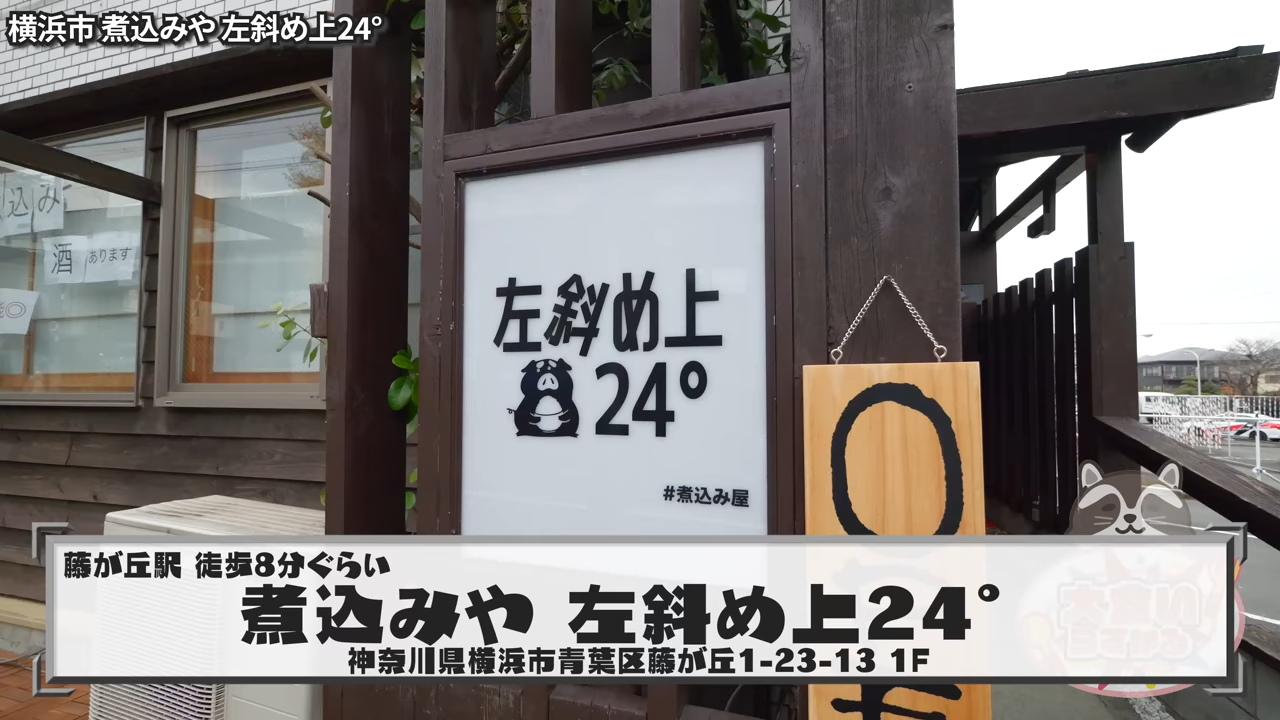 横浜市 煮込みや 左斜め上24°
込み
酒 あります
左斜め上
24°
#煮込み屋
藤が丘駅 徒歩8分ぐらい
煮込みや 左斜め上24°
神奈川県横浜市青葉区藤が丘1-23-13 1F